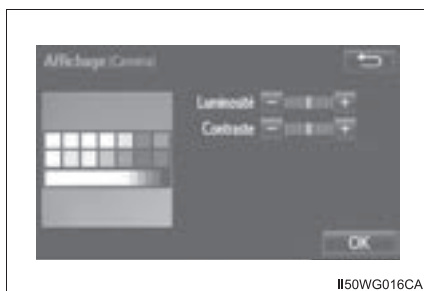 Affichage (Caméra)
Luminosité − +
Contraste − +
OK
II50WG016CA